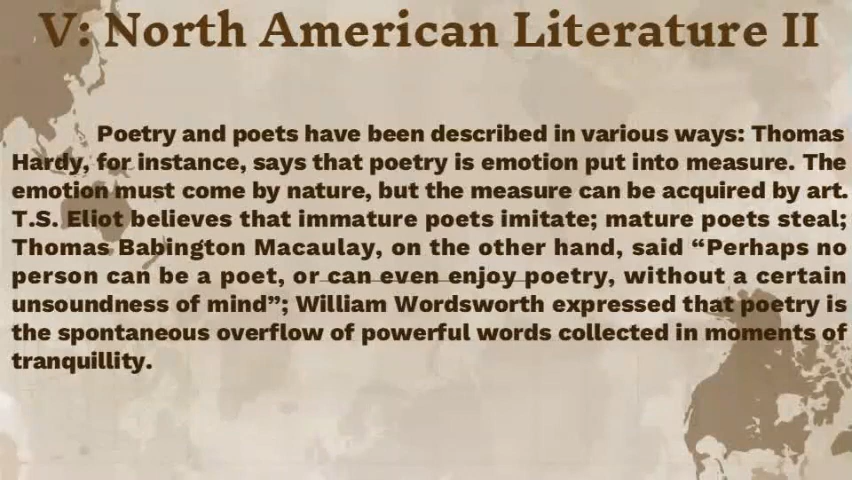 V: North American Literature II
Poetry and poets have been described in various ways: Thomas
Hardy, for instance, says that poetry is emotion put into measure. The
emotion must come by nature, but the measure can be acquired by art.
T.S. Eliot believes that immature poets imitate; mature poets steal;
Thomas Babington Macaulay, on the other hand, said “Perhaps no
person can be a poet, or can even enjoy poetry, without a certain
unsoundness of mind”; William Wordsworth expressed that poetry is
the spontaneous overflow of powerful words collected in moments of
tranquillity.